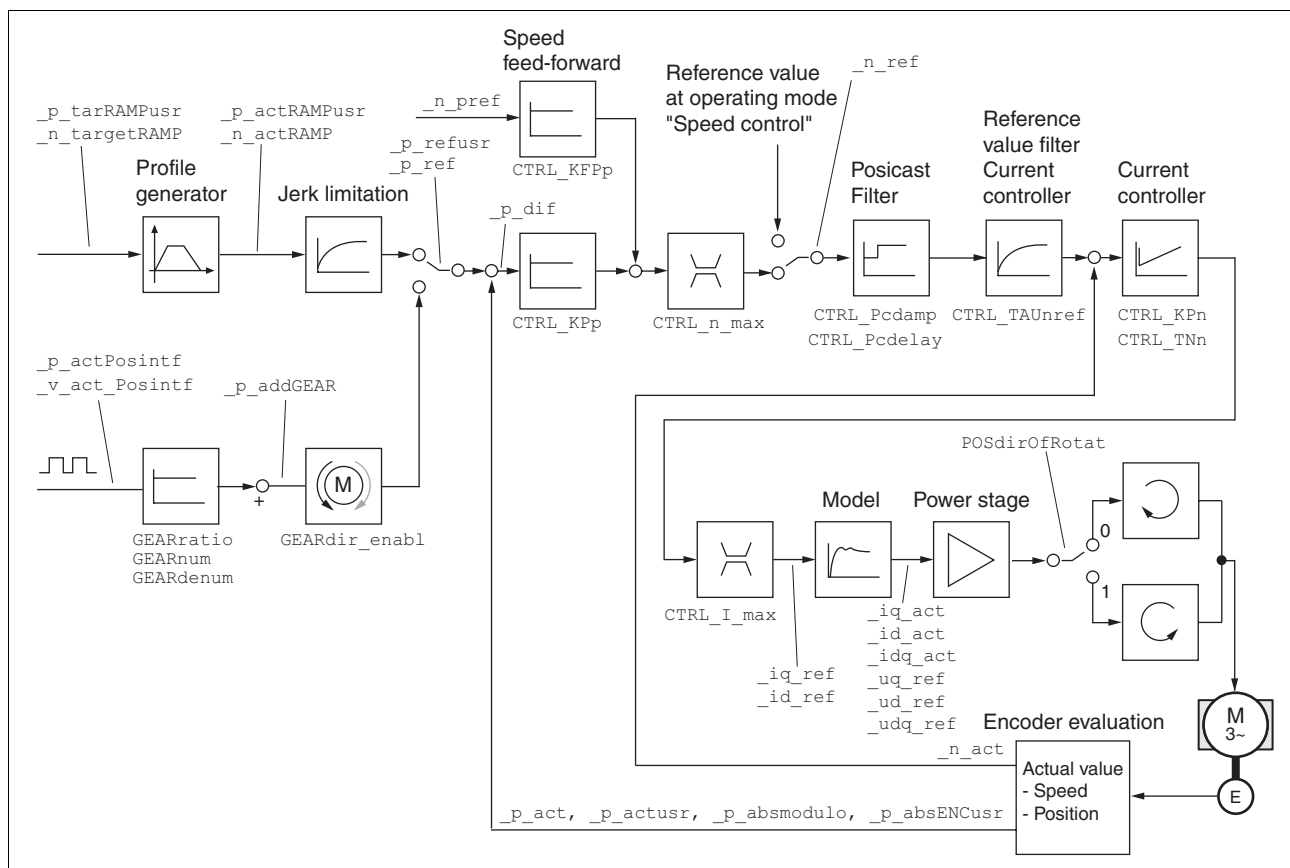 Speed
feed-forward
_n_pref
CTRL_KFPp
Reference value
at operating mode
"Speed control"
_n_ref
_p_tarRAMPusr
_n_targetRAMP
_p_actRAMPusr
_n_actRAMP
_p_refusr
_p_ref
Profile
generator
Jerk limitation
_p_dif
CTRL_KPp
CTRL_n_max
Posicast
Filter
CTRL_Pcdamp
CTRL_Pcdelay
Reference
value filter
Current
controller
CTRL_TAUnref
Current
controller
CTRL_KPn
CTRL_TNn
_p_actPosintf
_v_act_Posintf
_p_addGEAR
+
M
GEARratio
GEARnum
GEARdenum
GEARdir_enabl
POSdirOfRotat
Model
Power stage
0
1
CTRL_I_max
_iq_ref
_id_ref
_iq_act
_id_act
_idq_act
_uq_ref
_ud_ref
_udq_ref
M
3~
E
Encoder evaluation
_n_act
Actual value
- Speed
- Position
_p_act, _p_actusr, _p_absmodulo, _p_absENCusr